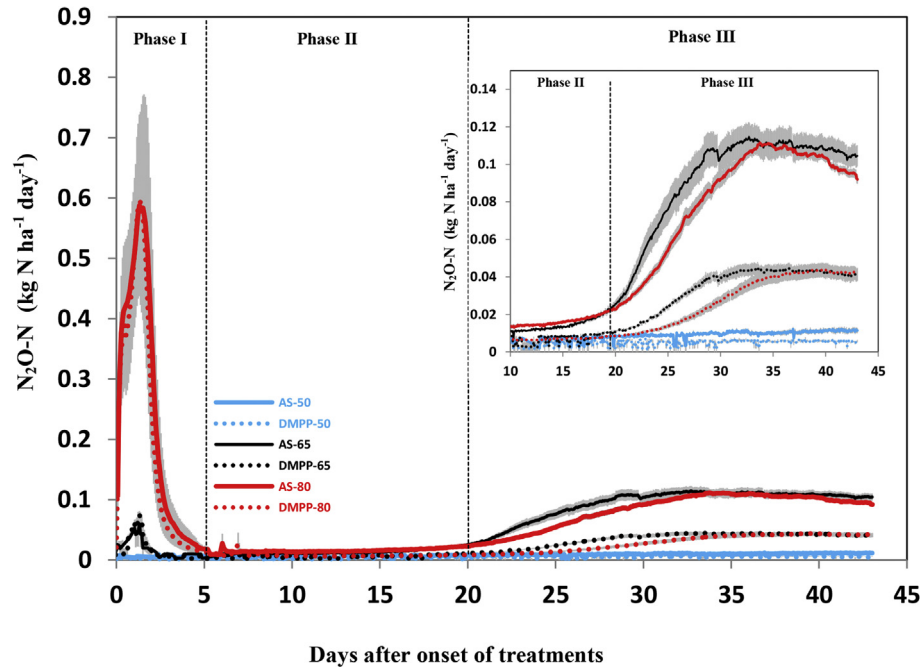 Phase I Phase II Phase III
N₂O-N (kg N ha⁻¹ day⁻¹)
0.9
0.8
0.7
0.6
0.5
0.4
0.3
0.2
0.1
0
Phase II Phase III
N₂O-N (kg N ha⁻¹ day⁻¹)
0.14
0.12
0.1
0.08
0.06
0.04
0.02
0
10 15 20 25 30 35 40 45
AS-50
DMPP-50
AS-65
DMPP-65
AS-80
DMPP-80
0 5 10 15 20 25 30 35 40 45
Days after onset of treatments